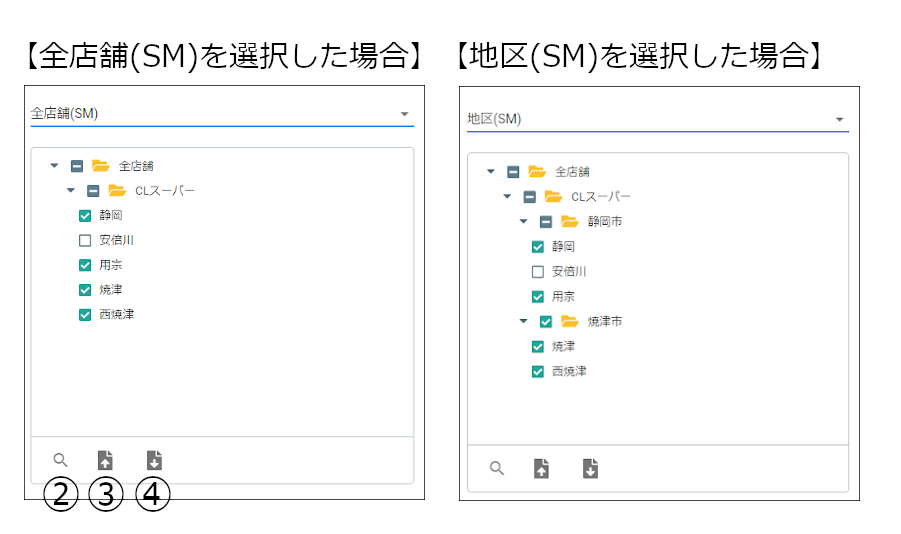 【全店舗(SM)を選択した場合】
全店舗(SM)
全店舗
CLスーパー
静岡
安倍川
用宗
焼津
西焼津
②
③
④
【地区(SM)を選択した場合】
地区(SM)
全店舗
CLスーパー
静岡市
静岡
安倍川
用宗
焼津市
焼津
西焼津